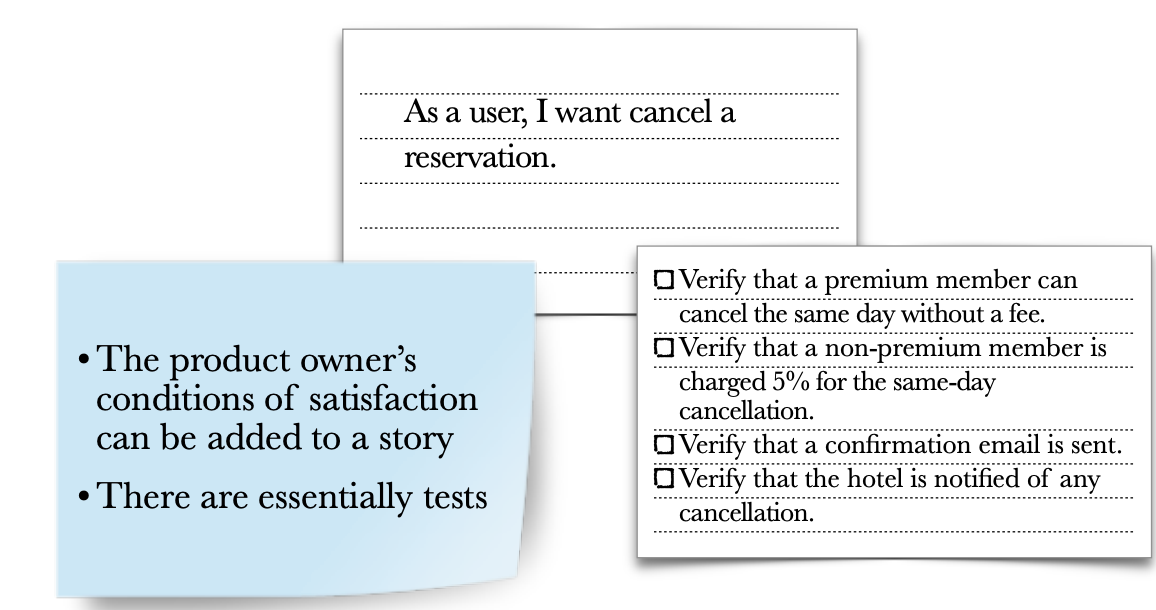 As a user, I want cancel a
reservation.
• The product owner’s
conditions of satisfaction
can be added to a story
• There are essentially tests
Verify that a premium member can
cancel the same day without a fee.
Verify that a non-premium member is
charged 5% for the same-day
cancellation.
Verify that a confirmation email is sent.
Verify that the hotel is notified of any
cancellation.